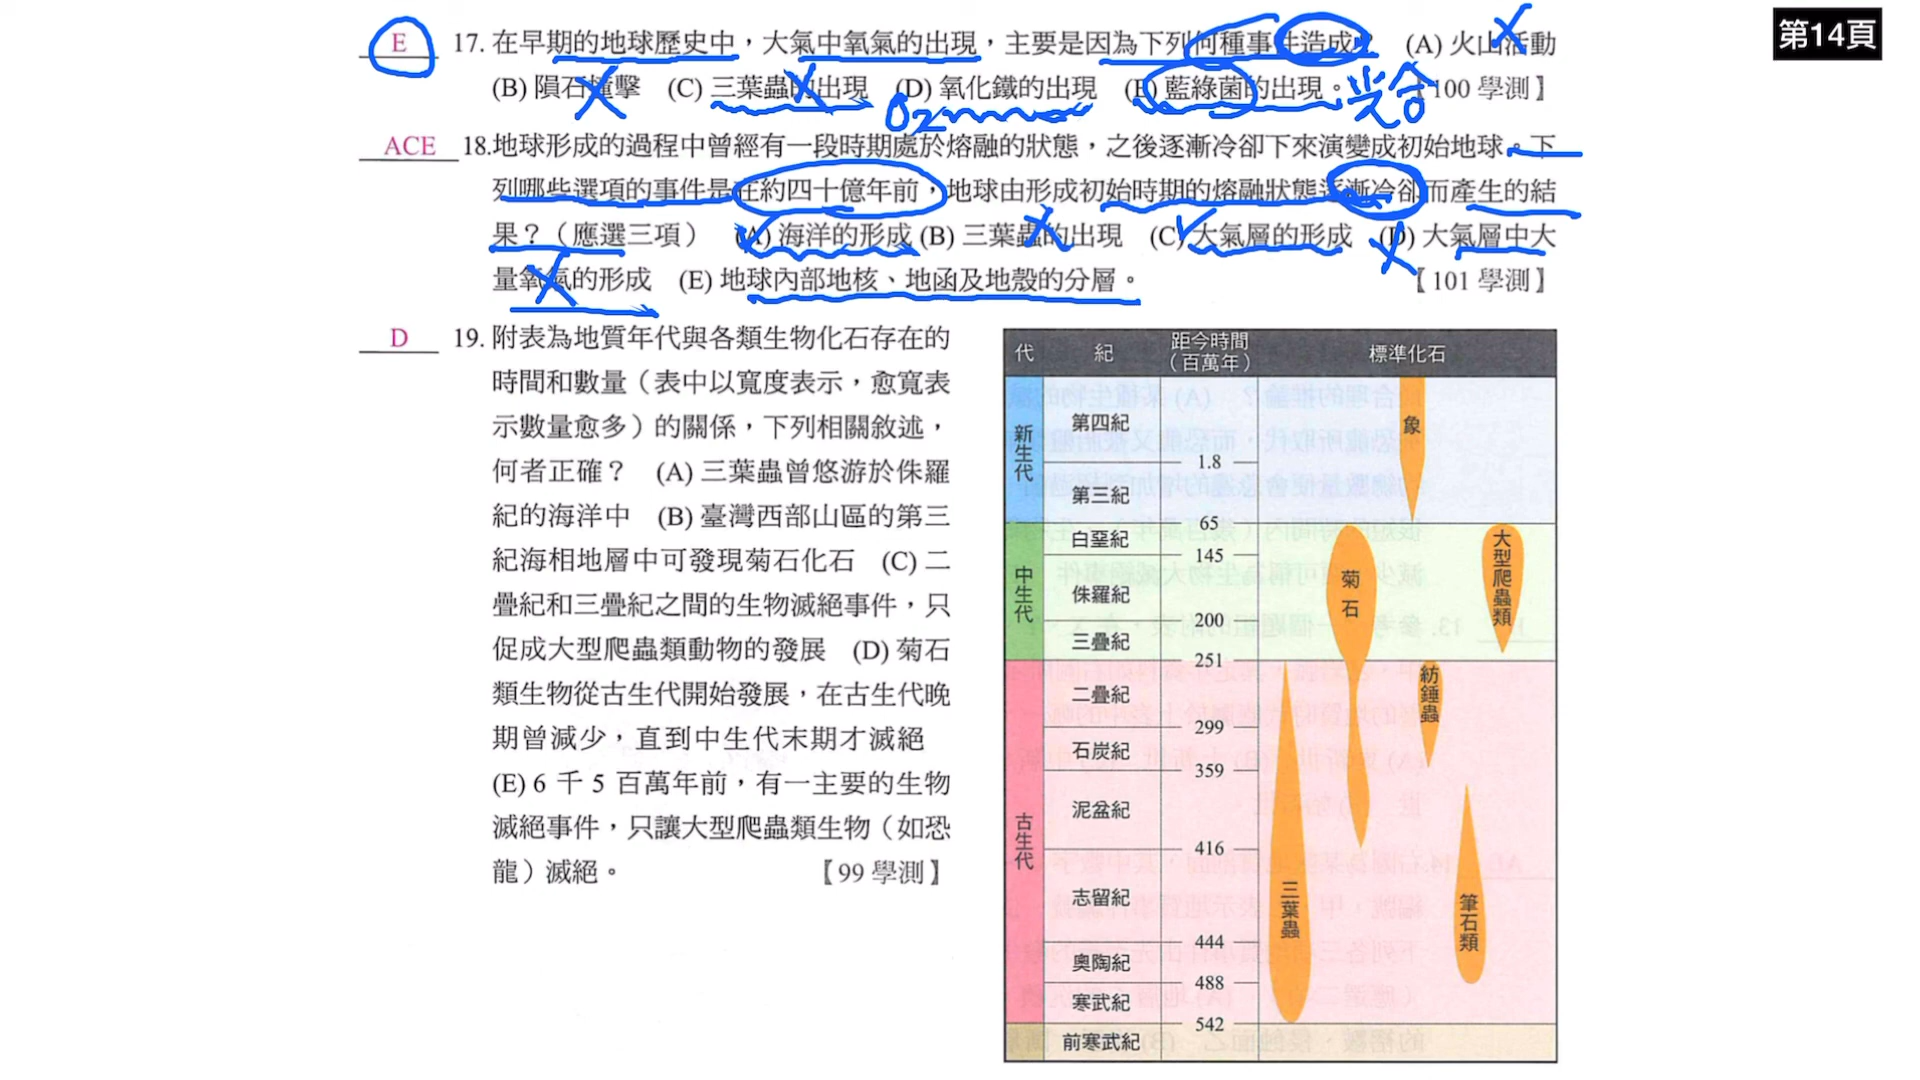 第14頁
E 17. 在早期的地球歷史中，大氣中氧氣的出現，主要是因為下列何種事件造成？ (A) 火山活動
(B) 隕石撞擊 (C) 三葉蟲的出現 (D) 氧化鐵的出現 (E) 藍綠菌的出現。 【100 學測】
O2 光合
ACE 18.地球形成的過程中曾經有一段時期處於熔融的狀態，之後逐漸冷卻下來演變成初始地球。下
列哪些選項的事件是在約四十億年前，地球由形成初始時期的熔融狀態逐漸冷卻而產生的結
果？（應選三項） (A) 海洋的形成 (B) 三葉蟲的出現 (C) 大氣層的形成 (D) 大氣層中大
量氧氣的形成 (E) 地球內部地核、地函及地殼的分層。 【101 學測】
D 19. 附表為地質年代與各類生物化石存在的
時間和數量（表中以寬度表示，愈寬表
示數量愈多）的關係，下列相關敘述，
何者正確？ (A) 三葉蟲曾悠游於侏羅
紀的海洋中 (B) 臺灣西部山區的第三
紀海相地層中可發現菊石化石 (C) 二
疊紀和三疊紀之間的生物滅絕事件，只
促成大型爬蟲類動物的發展 (D) 菊石
類生物從古生代開始發展，在古生代晚
期曾減少，直到中生代末期才滅絕
(E) 6 千 5 百萬年前，有一主要的生物
滅絕事件，只讓大型爬蟲類生物（如恐
龍）滅絕。 【99 學測】
代 紀 距今時間（百萬年） 標準化石
新生代
第四紀
象
1.8
第三紀
65
中生代
白堊紀
145
侏羅紀
菊石
大型爬蟲類
200
三疊紀
251
古生代
二疊紀
紡錘蟲
299
石炭紀
359
泥盆紀
416
志留紀
三葉蟲
筆石類
444
奧陶紀
488
寒武紀
542
前寒武紀